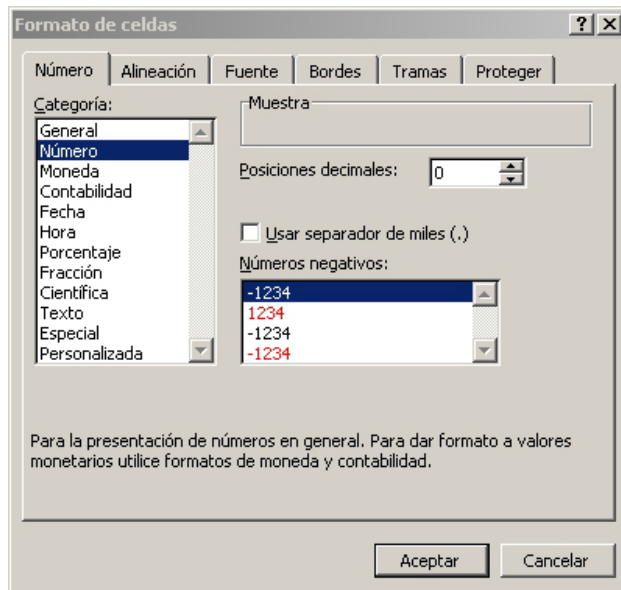 Formato de celdas
Número Alineación Fuente Bordes Tramas Proteger
Categoría:
General
Número
Moneda
Contabilidad
Fecha
Hora
Porcentaje
Fracción
Científica
Texto
Especial
Personalizada
Muestra
Posiciones decimales: 0
Usar separador de miles (.)
Números negativos:
-1234
1234
-1234
-1234
Para la presentación de números en general. Para dar formato a valores
monetarios utilice formatos de moneda y contabilidad.
Aceptar Cancelar